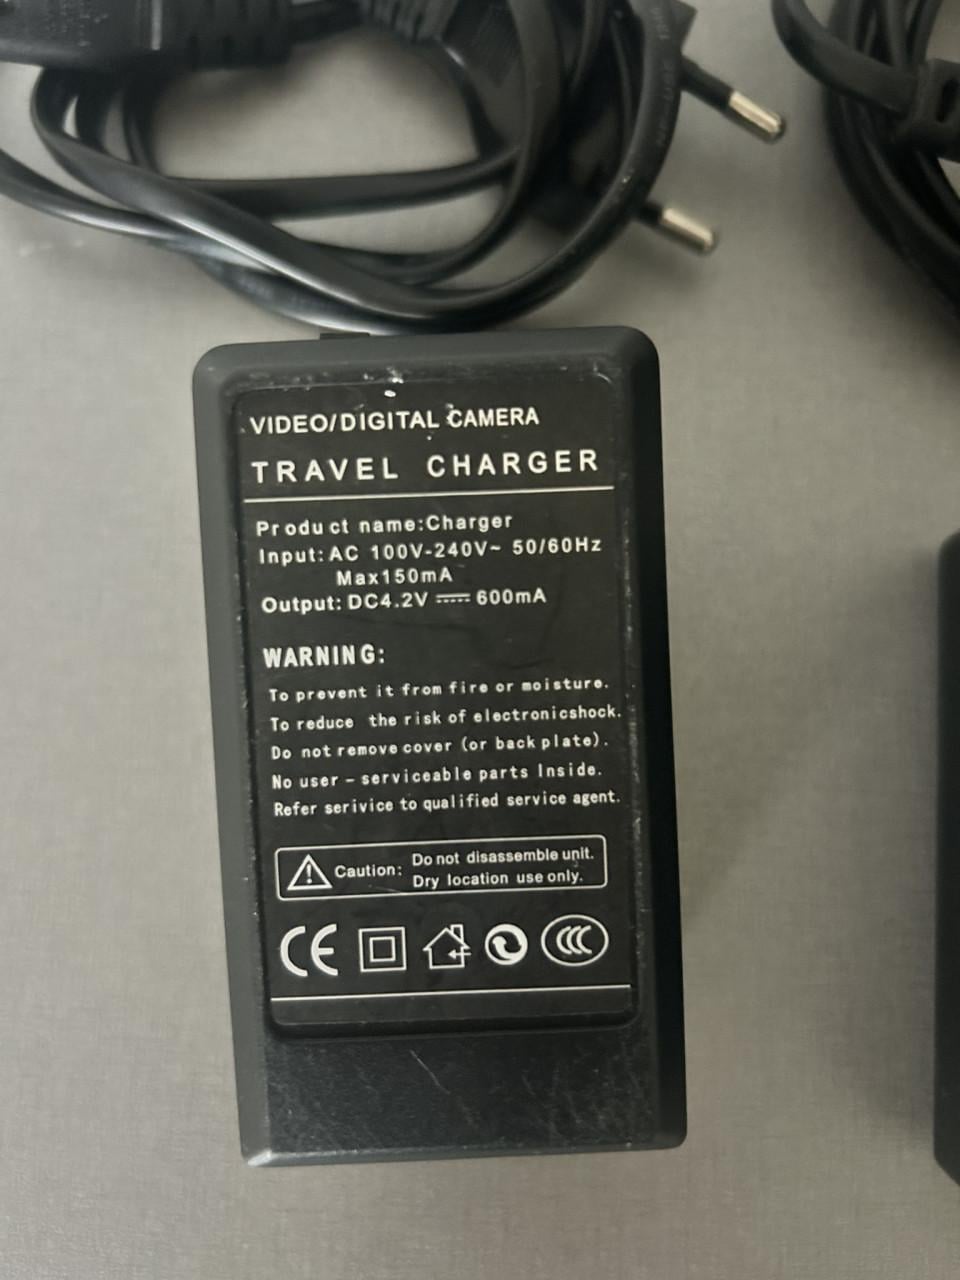 VIDEO/DIGITAL CAMERA
TRAVEL CHARGER
Product name:Charger
Input: AC 100V-240V~ 50/60Hz
Max150mA
Output: DC4.2V ⎓ 600mA
WARNING:
To prevent it from fire or moisture.
To reduce the risk of electronicshock.
Do not remove cover (or back plate).
No user - serviceable parts Inside.
Refer serivice to qualified service agent.
Caution: Do not disassemble unit.
Dry location use only.
CE CCC